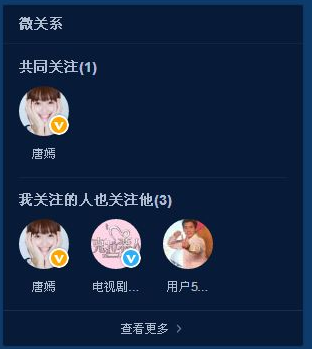 微关系
共同关注(1)
唐嫣
我关注的人也关注他(3)
唐嫣
电视剧...
用户5...
查看更多 >